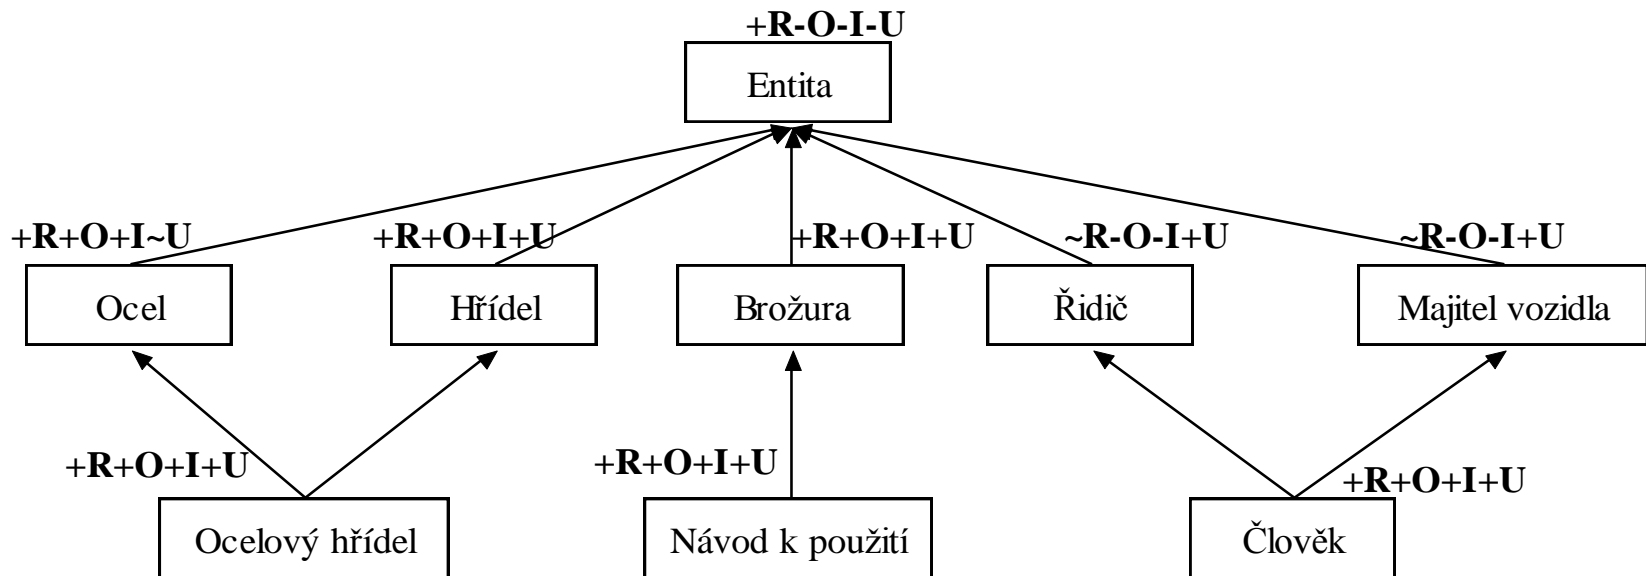 +R-O-I-U
Entita
+R+O+I~U
+R+O+I+U
+R+O+I+U
~R-O-I+U
~R-O-I+U
Ocel
Hřídel
Brožura
Řidič
Majitel vozidla
+R+O+I+U
+R+O+I+U
+R+O+I+U
Ocelový hřídel
Návod k použití
Člověk